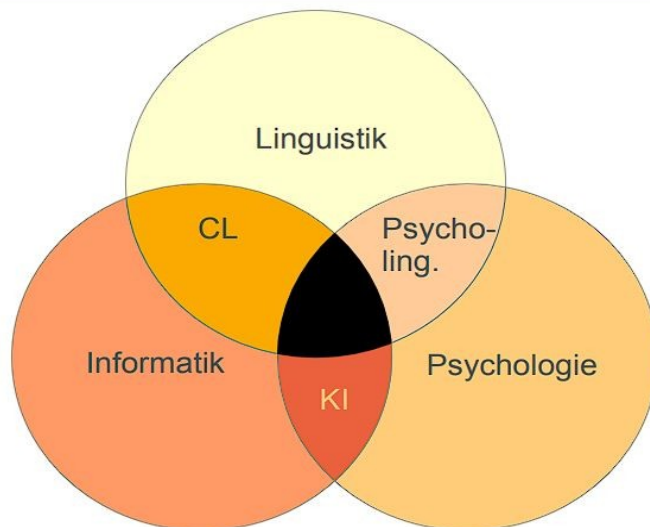 Linguistik
CL
Psycho-
ling.
Informatik
Psychologie
KI